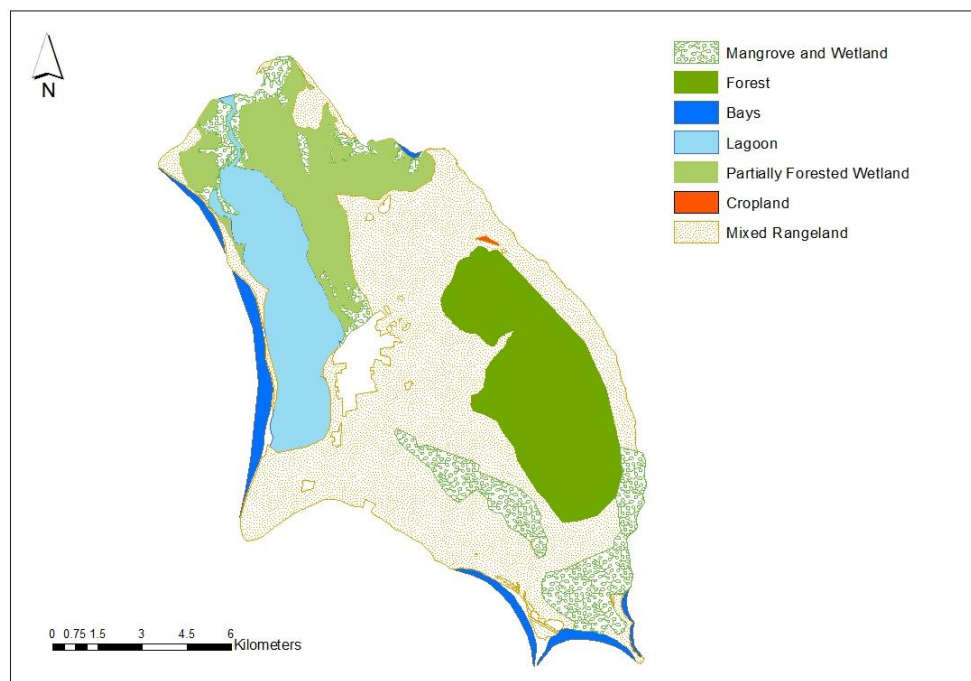 N
Mangrove and Wetland
Forest
Bays
Lagoon
Partially Forested Wetland
Cropland
Mixed Rangeland
0 0.75 1.5 3 4.5 6
Kilometers